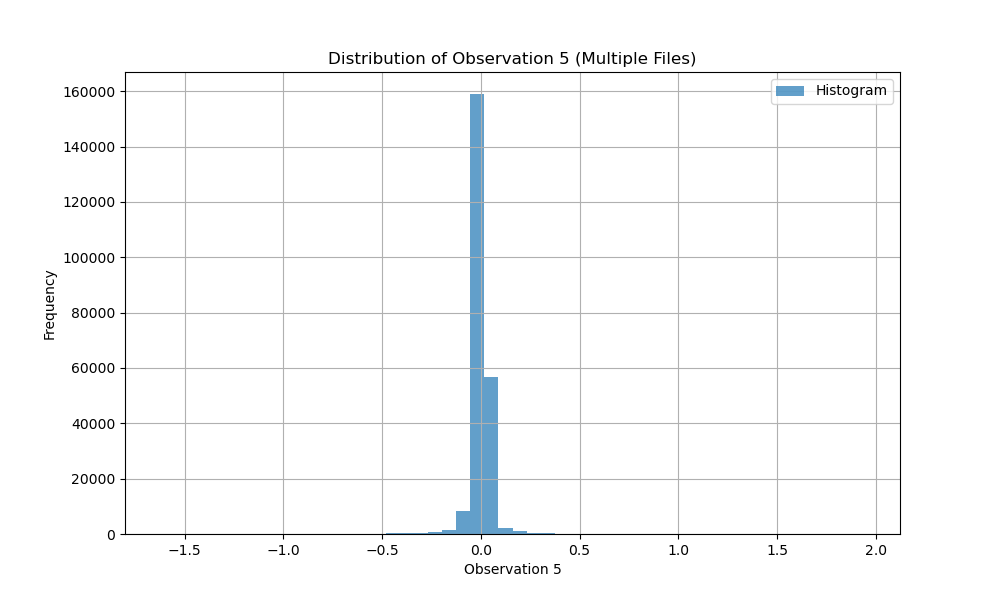 Distribution of Observation 5 (Multiple Files)
Histogram
160000
140000
120000
100000
80000
60000
40000
20000
0
Frequency
−1.5 −1.0 −0.5 0.0 0.5 1.0 1.5 2.0
Observation 5